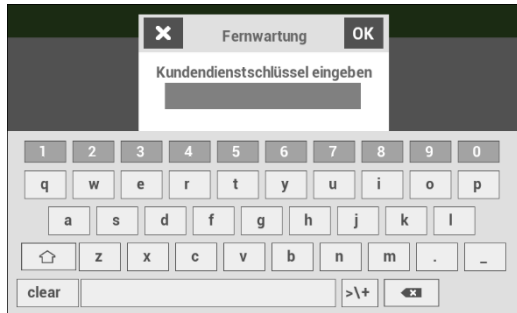 Fernwartung OK
Kundendienstschlüssel eingeben
1 2 3 4 5 6 7 8 9 0
q w e r t y u i o p
a s d f g h j k l
z x c v b n m . _
clear >\+